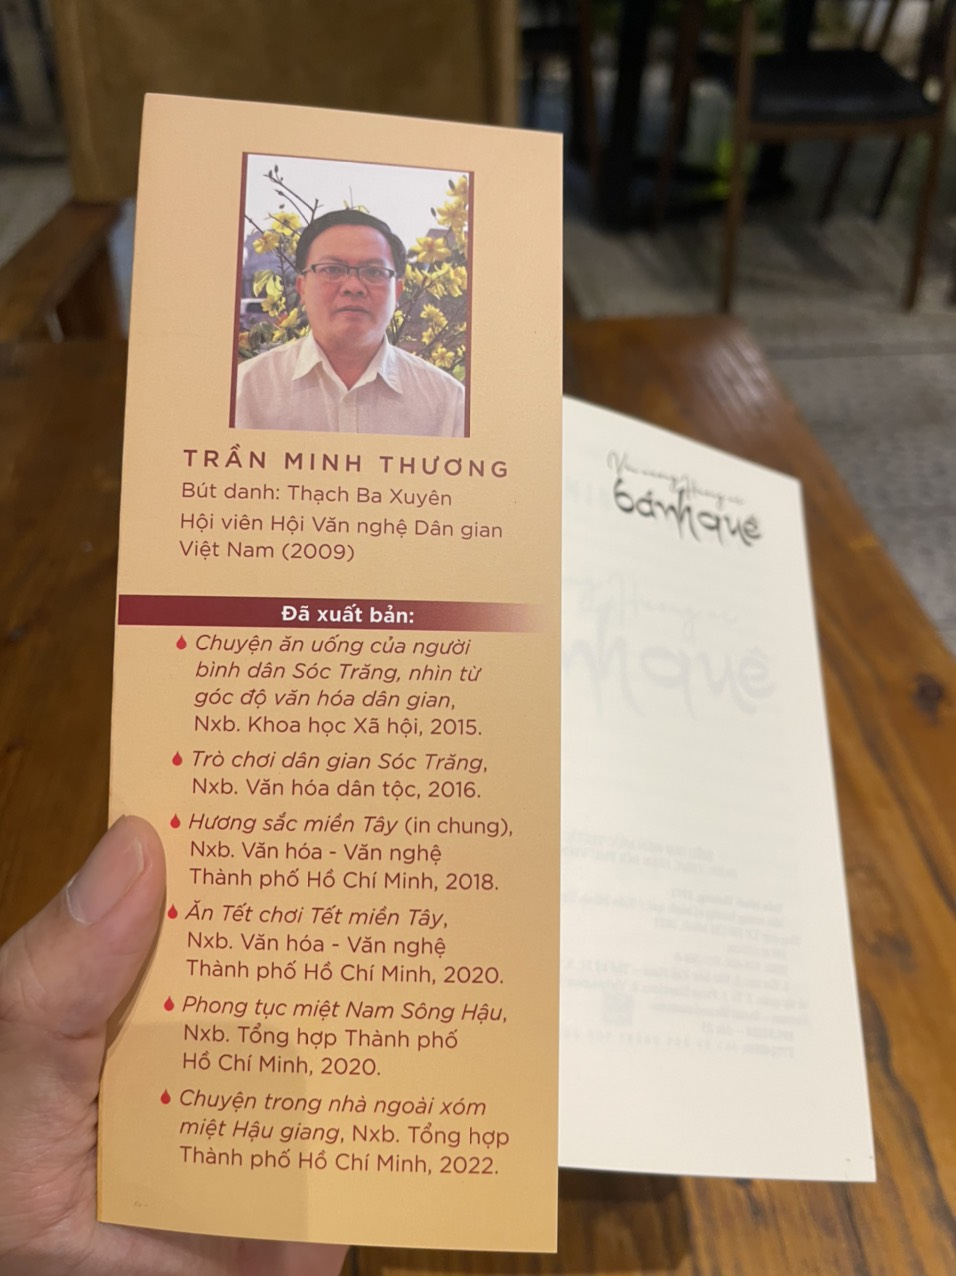 TRẦN MINH THƯƠNG
Bút danh: Thạch Ba Xuyên
Hội viên Hội Văn nghệ Dân gian
Việt Nam (2009)
Đã xuất bản:
Chuyện ăn uống của người
bình dân Sóc Trăng, nhìn từ
góc độ văn hóa dân gian,
Nxb. Khoa học Xã hội, 2015.
Trò chơi dân gian Sóc Trăng,
Nxb. Văn hóa dân tộc, 2016.
Hương sắc miền Tây (in chung),
Nxb. Văn hóa - Văn nghệ
Thành phố Hồ Chí Minh, 2018.
Ăn Tết chơi Tết miền Tây,
Nxb. Văn hóa - Văn nghệ
Thành phố Hồ Chí Minh, 2020.
Phong tục miệt Nam Sông Hậu,
Nxb. Tổng hợp Thành phố
Hồ Chí Minh, 2020.
Chuyện trong nhà ngoài xóm
miệt Hậu giang, Nxb. Tổng hợp
Thành phố Hồ Chí Minh, 2022.
bánh quê